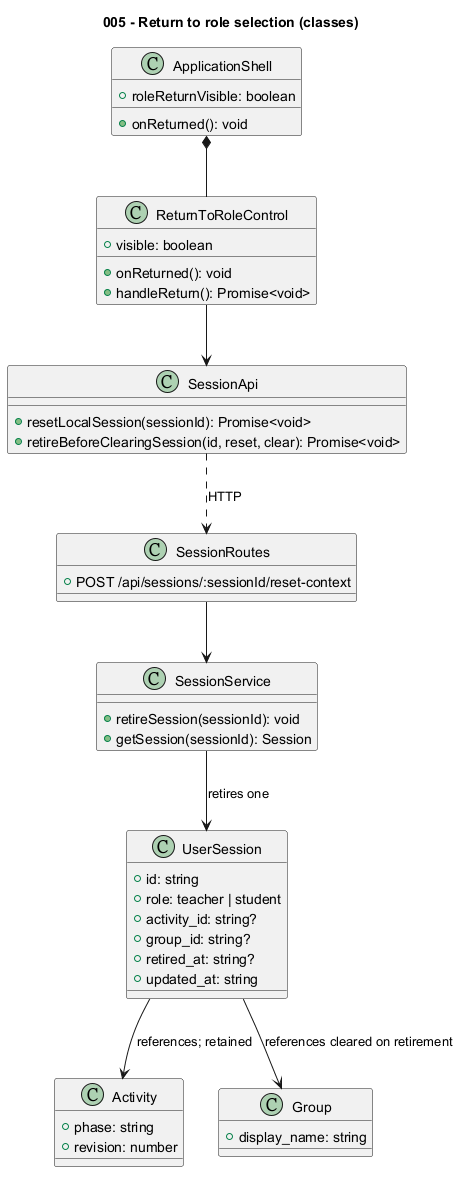 005 - Return to role selection (classes)
C ApplicationShell
roleReturnVisible: boolean
onReturned(): void
C ReturnToRoleControl
visible: boolean
onReturned(): void
handleReturn(): Promise<void>
C SessionApi
resetLocalSession(sessionId): Promise<void>
retireBeforeClearingSession(id, reset, clear): Promise<void>
HTTP
C SessionRoutes
POST /api/sessions/:sessionId/reset-context
C SessionService
retireSession(sessionId): void
getSession(sessionId): Session
retires one
C UserSession
id: string
role: teacher | student
activity_id: string?
group_id: string?
retired_at: string?
updated_at: string
references; retained
references cleared on retirement
C Activity
phase: string
revision: number
C Group
display_name: string